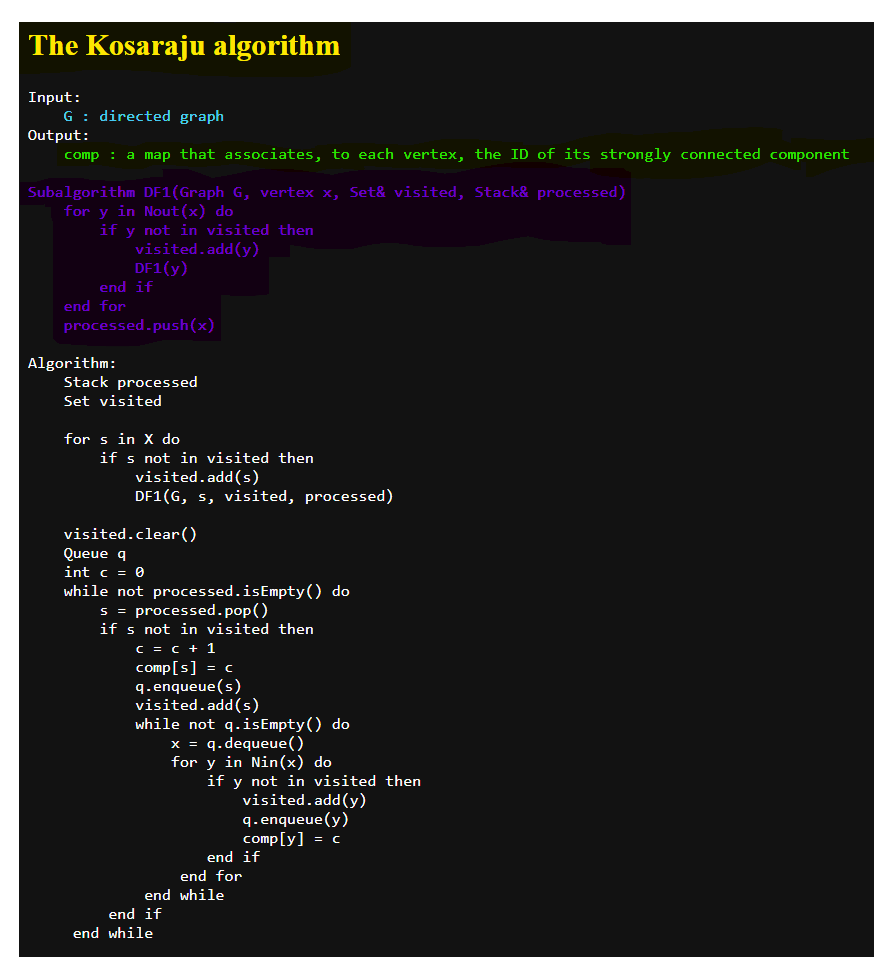 The Kosaraju algorithm
Input:
G : directed graph
Output:
comp : a map that associates, to each vertex, the ID of its strongly connected component
Subalgorithm DF1(Graph G, vertex x, Set& visited, Stack& processed)
for y in Nout(x) do
if y not in visited then
visited.add(y)
DF1(y)
end if
end for
processed.push(x)
Algorithm:
Stack processed
Set visited
for s in X do
if s not in visited then
visited.add(s)
DF1(G, s, visited, processed)
visited.clear()
Queue q
int c = 0
while not processed.isEmpty() do
s = processed.pop()
if s not in visited then
c = c + 1
comp[s] = c
q.enqueue(s)
visited.add(s)
while not q.isEmpty() do
x = q.dequeue()
for y in Nin(x) do
if y not in visited then
visited.add(y)
q.enqueue(y)
comp[y] = c
end if
end for
end while
end if
end while